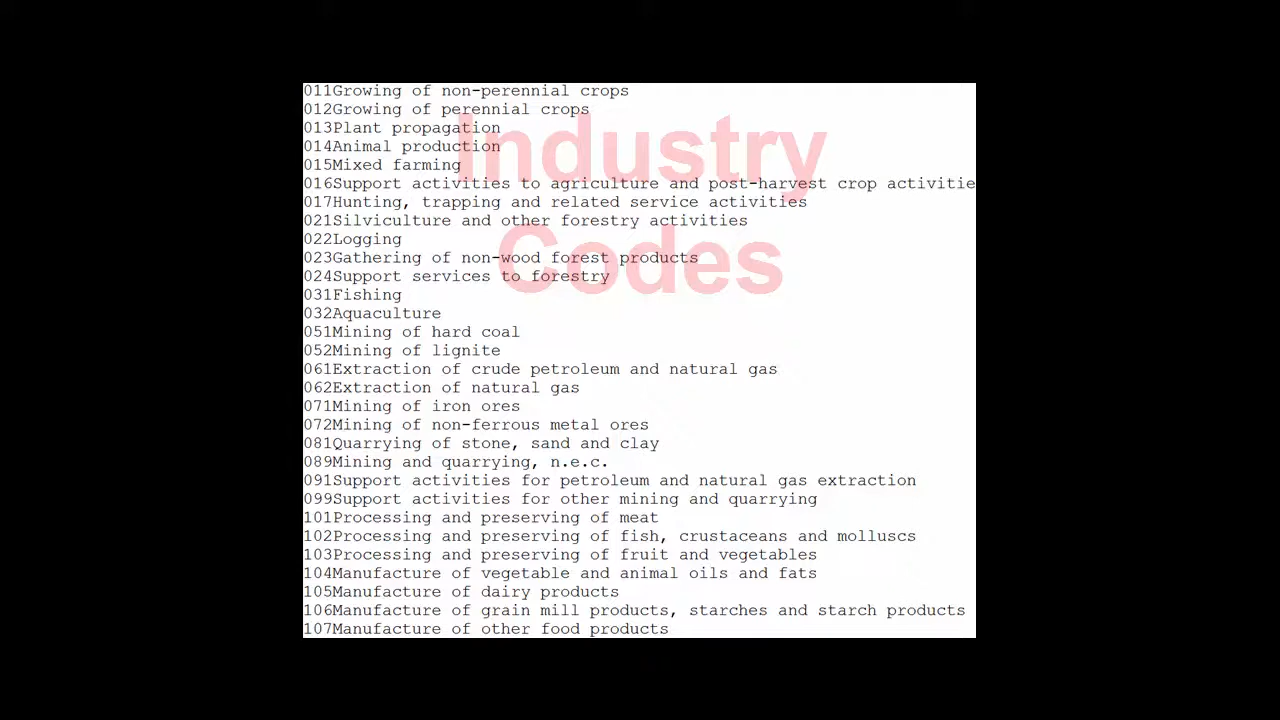 Industry
Codes
011Growing of non-perennial crops
012Growing of perennial crops
013Plant propagation
014Animal production
015Mixed farming
016Support activities to agriculture and post-harvest crop activitie
017Hunting, trapping and related service activities
021Silviculture and other forestry activities
022Logging
023Gathering of non-wood forest products
024Support services to forestry
031Fishing
032Aquaculture
051Mining of hard coal
052Mining of lignite
061Extraction of crude petroleum and natural gas
062Extraction of natural gas
071Mining of iron ores
072Mining of non-ferrous metal ores
081Quarrying of stone, sand and clay
089Mining and quarrying, n.e.c.
091Support activities for petroleum and natural gas extraction
099Support activities for other mining and quarrying
101Processing and preserving of meat
102Processing and preserving of fish, crustaceans and molluscs
103Processing and preserving of fruit and vegetables
104Manufacture of vegetable and animal oils and fats
105Manufacture of dairy products
106Manufacture of grain mill products, starches and starch products
107Manufacture of other food products